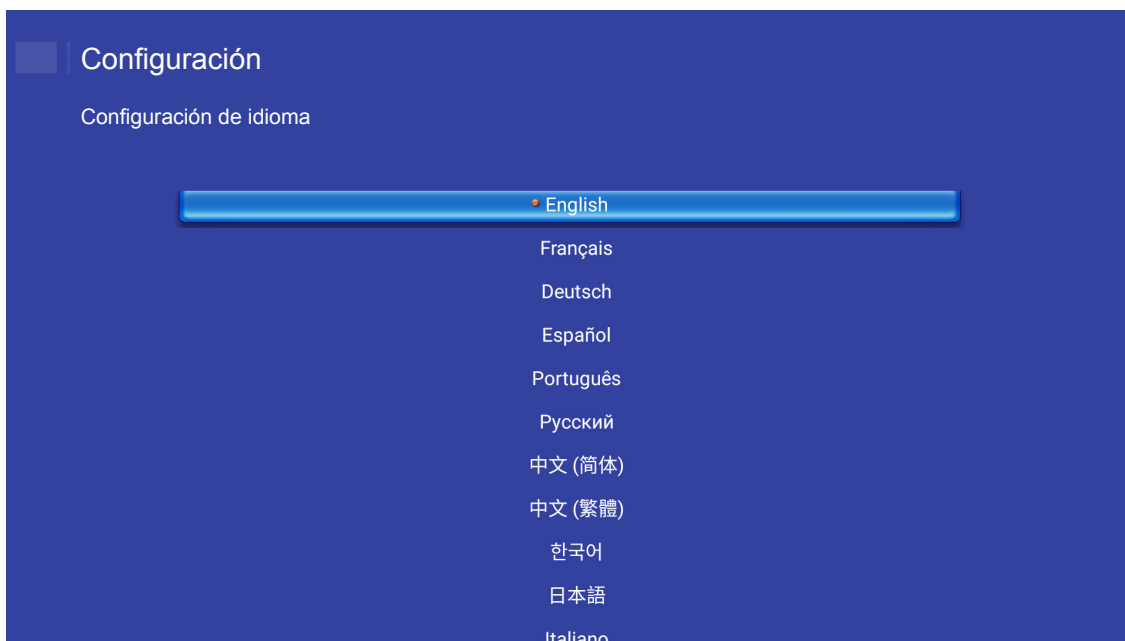 Configuración
Configuración de idioma
English
Français
Deutsch
Español
Português
Русский
中文 (简体)
中文 (繁體)
한국어
日本語
Italiano